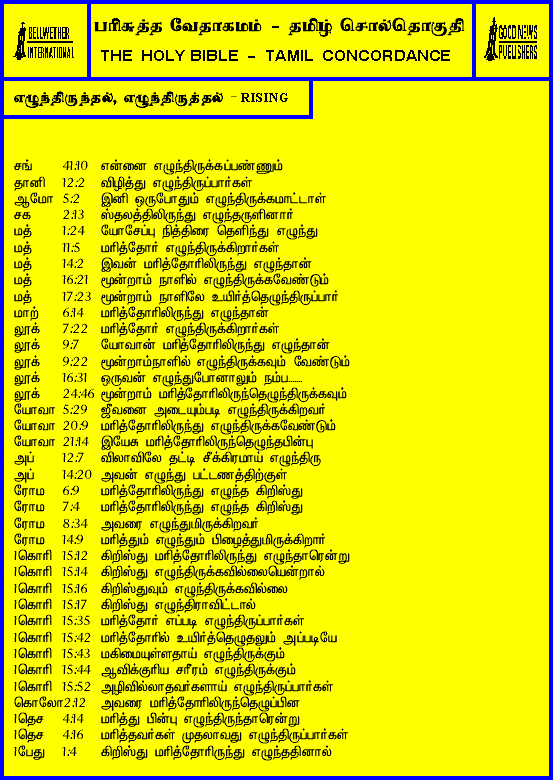 BELLWETHER INTERNATIONAL
பரிசுத்த வேதாகமம் - தமிழ் சொல்தொகுதி
THE HOLY BIBLE - TAMIL CONCORDANCE
GOOD NEWS PUBLISHERS
எழுந்திருந்தல், எழுந்திருத்தல் - RISING
சங் 41:10 என்னை எழுந்திருக்கப்பண்ணும்
தானி 12:2 விழித்து எழுந்திருப்பார்கள்
ஆமோ 5:2 இனி ஒருபோதும் எழுந்திருக்கமாட்டாள்
சக 2:13 ஸ்தலத்திலிருந்து எழுந்தருளினார்
மத் 1:24 யோசேப்பு நித்திரை தெளிந்து எழுந்து
மத் 11:5 மரித்தோர் எழுந்திருக்கிறார்கள்
மத் 14:2 இவன் மரித்தோரிலிருந்து எழுந்தான்
மத் 16:21 மூன்றாம் நாளில் எழுந்திருக்கவேண்டும்
மத் 17:23 மூன்றாம் நாளிலே உயிர்த்தெழுந்திருப்பார்
மாற் 6:14 மரித்தோரிலிருந்து எழுந்தான்
லூக் 7:22 மரித்தோர் எழுந்திருக்கிறார்கள்
லூக் 9:7 யோவான் மரித்தோரிலிருந்து எழுந்தான்
லூக் 9:22 மூன்றாம்நாளில் எழுந்திருக்கவும் வேண்டும்
லூக் 16:31 ஒருவன் எழுந்துபோனாலும் நம்ப......
லூக் 24:46 மூன்றாம் மரித்தோரிலிருந்தெழுந்திருக்கவும்
யோவா 5:29 ஜீவனை அடையும்படி எழுந்திருக்கிறவர்
யோவா 20:9 மரித்தோரிலிருந்து எழுந்திருக்கவேண்டும்
யோவா 21:14 இயேசு மரித்தோரிலிருந்தெழுந்தபின்பு
அப் 12:7 விலாவிலே தட்டி சீக்கிரமாய் எழுந்திரு
அப் 14:20 அவன் எழுந்து பட்டணத்திற்குள்
ரோம 6:9 மரித்தோரிலிருந்து எழுந்த கிறிஸ்து
ரோம 7:4 மரித்தோரிலிருந்து எழுந்த கிறிஸ்து
ரோம 8:34 அவரை எழுந்துமிருக்கிறவர்
ரோம 14:9 மரித்தும் எழுந்தும் பிழைத்துமிருக்கிறார்
1கொரி 15:12 கிறிஸ்து மரித்தோரிலிருந்து எழுந்தாரென்று
1கொரி 15:14 கிறிஸ்து எழுந்திருக்கவில்லையென்றால்
1கொரி 15:16 கிறிஸ்துவும் எழுந்திருக்கவில்லை
1கொரி 15:17 கிறிஸ்து எழுந்திராவிட்டால்
1கொரி 15:35 மரித்தோர் எப்படி எழுந்திருப்பார்கள்
1கொரி 15:42 மரித்தோரில் உயிர்த்தெழுதலும் அப்படியே
1கொரி 15:43 மகிமையுள்ளதாய் எழுந்திருக்கும்
1கொரி 15:44 ஆவிக்குரிய சரீரம் எழுந்திருக்கும்
1கொரி 15:52 அழிவில்லாதவர்களாய் எழுந்திருப்பார்கள்
கொலோ2:12 அவரை மரித்தோரிலிருந்தெழுப்பின
1தெச 4:14 மரித்து பின்பு எழுந்திருந்தாரென்று
1தெச 4:16 மரித்தவர்கள் முதலாவது எழுந்திருப்பார்கள்
1பேது 1:4 கிறிஸ்து மரித்தோரிருந்து எழுந்ததினால்